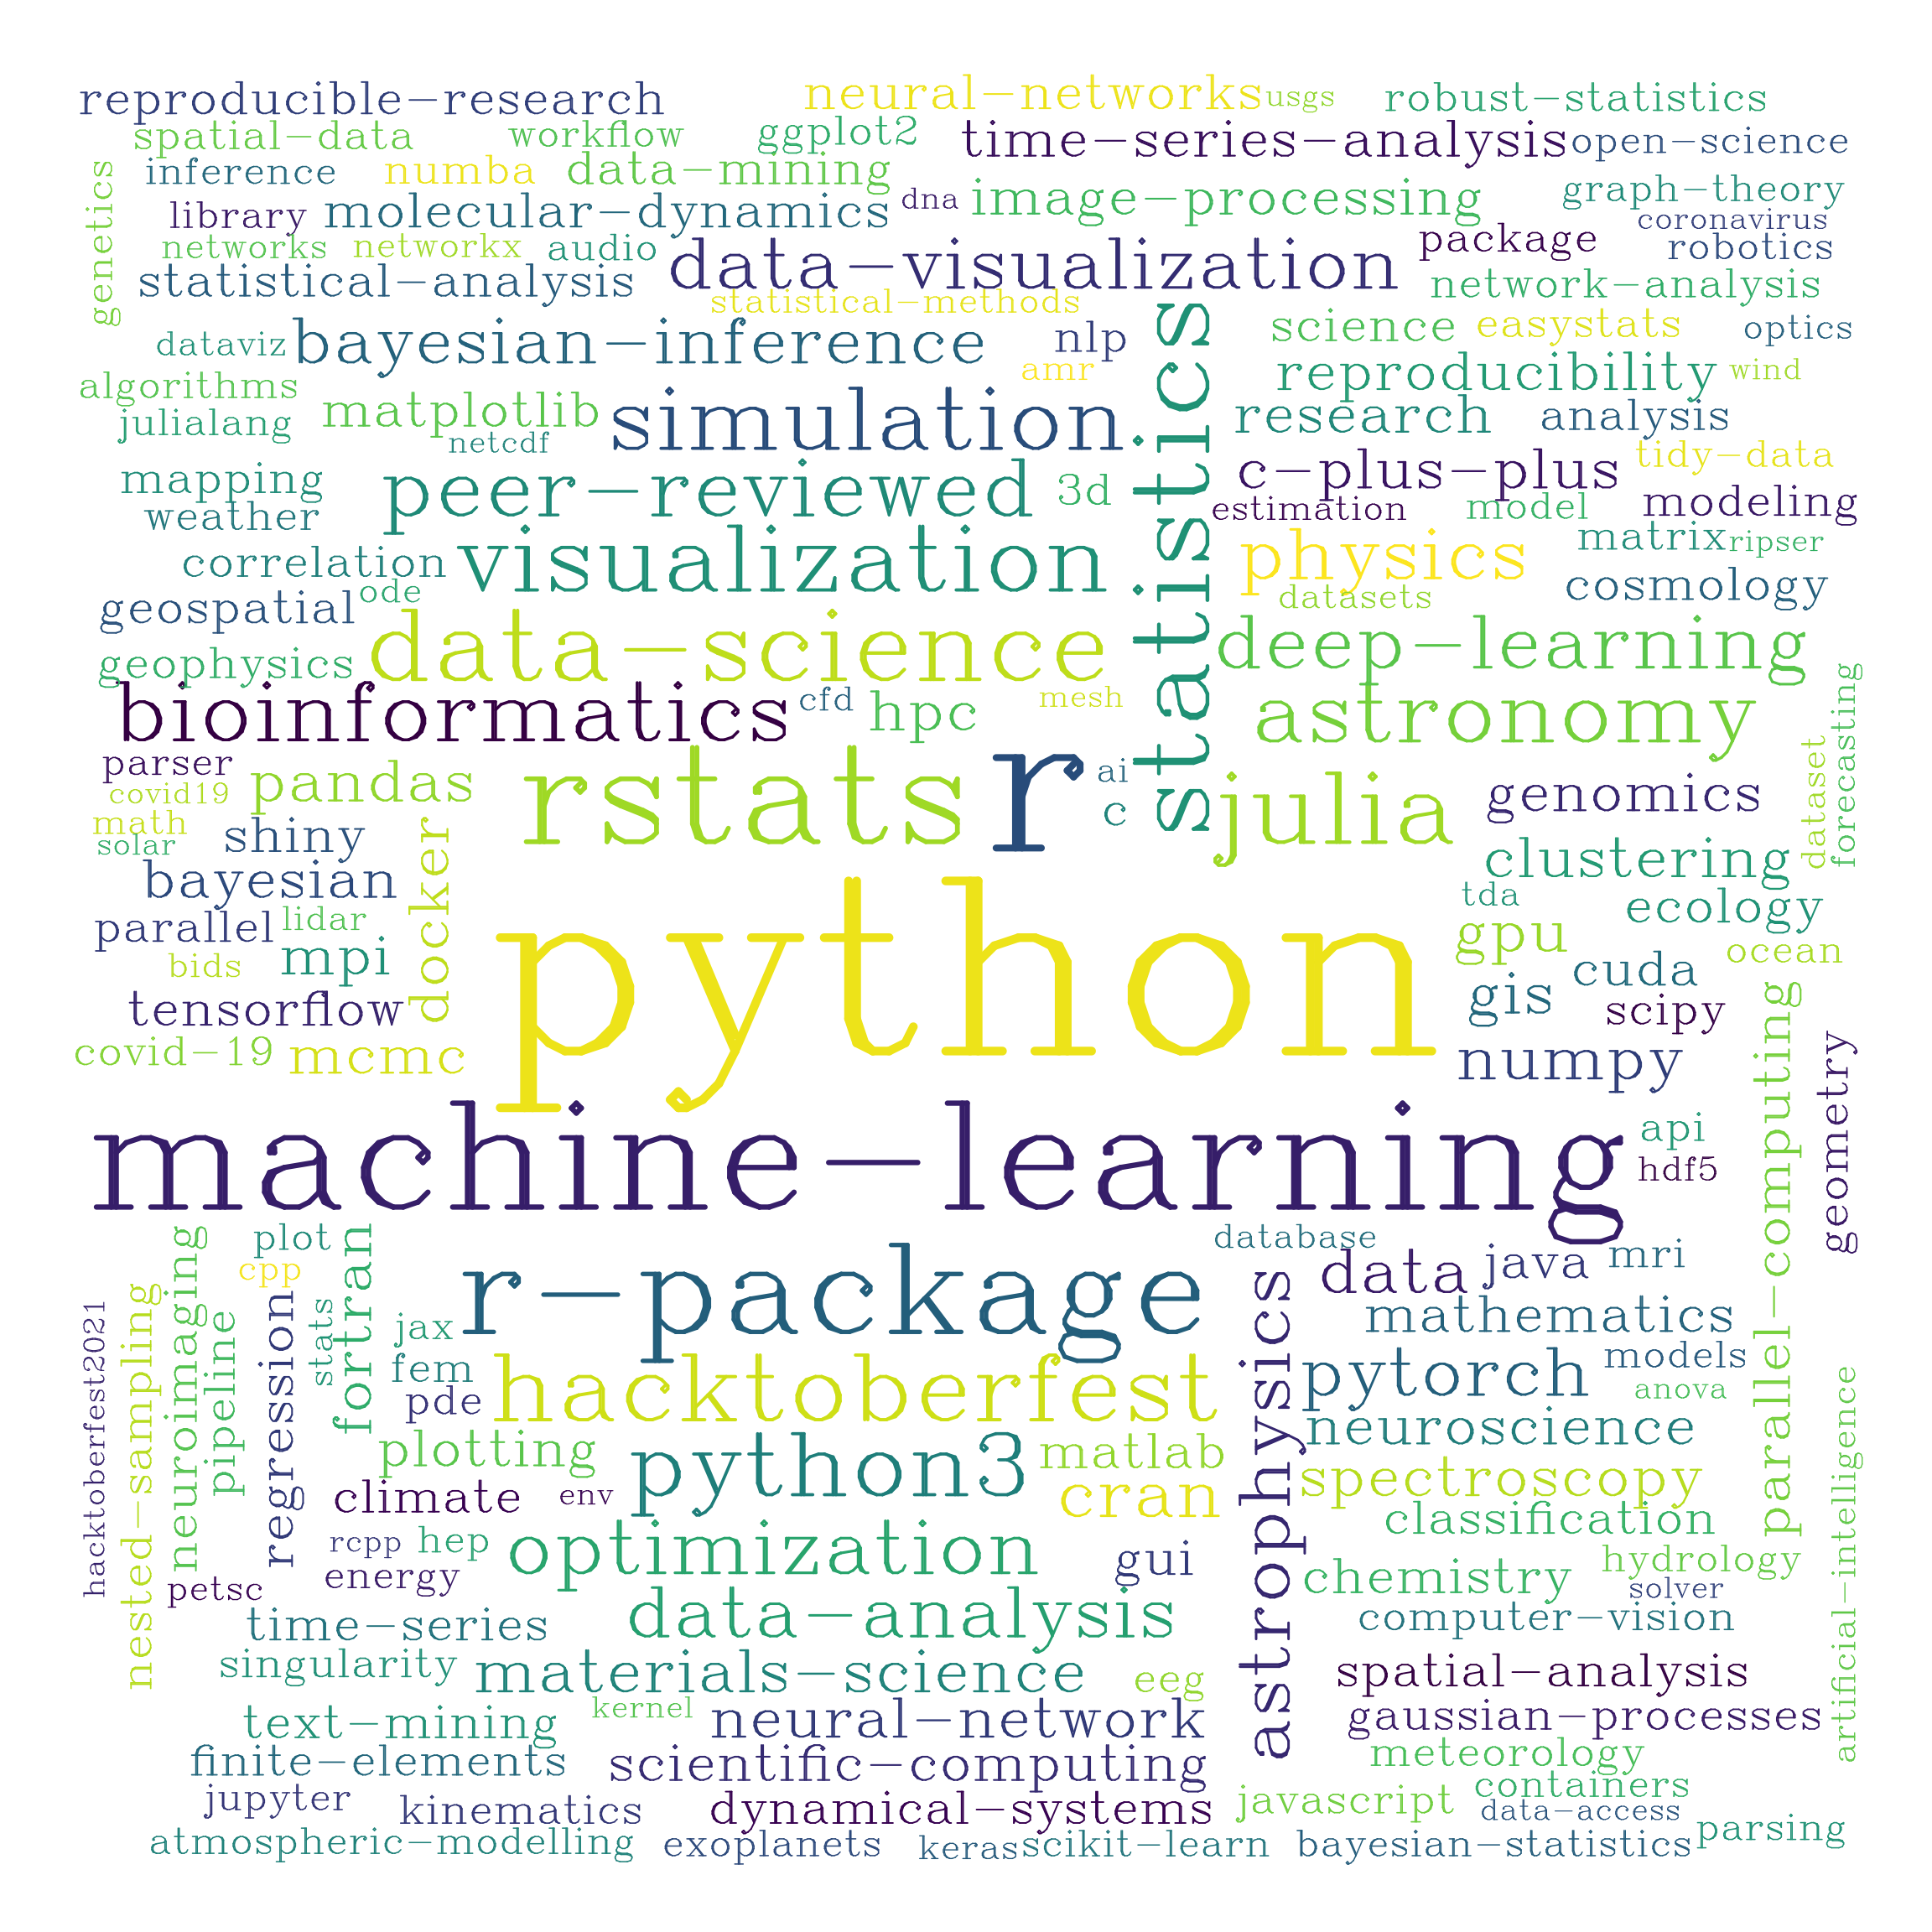 reproducible-research
neural-networks
usgs
robust-statistics
spatial-data
workflow
ggplot2
time-series-analysis
open-science
inference
numba
data-mining
genetics
library
molecular-dynamics
dna
image-processing
graph-theory
coronavirus
networks
networkx
audio
data-visualization
package
robotics
statistical-analysis
statistical-methods
network-analysis
dataviz
bayesian-inference
nlp
statistics
science
easystats
optics
algorithms
amr
reproducibility
wind
julialang
matplotlib
netcdf
simulation
research
analysis
mapping
peer-reviewed
3d
c-plus-plus
tidy-data
weather
estimation
model
modeling
correlation
visualization
physics
matrix
ripser
geospatial
ode
datasets
cosmology
geophysics
data-science
deep-learning
bioinformatics
cfd
hpc
mesh
astronomy
forecasting
parser
pandas
rstats
r
ai
julia
genomics
dataset
covid19
math
solar
shiny
c
clustering
bayesian
docker
tda
ecology
parallel
lidar
python
gpu
ocean
bids
mpi
gis
cuda
tensorflow
scipy
covid-19
mcmc
numpy
parallel-computing
geometry
machine-learning
api
hdf5
plot
cpp
fortran
neuroimaging
r-package
database
data
java
mri
hacktoberfest2021
nested-sampling
pipeline
regression
stats
jax
fem
pde
hacktoberfest
astrophysics
mathematics
pytorch
models
anova
plotting
python3
matlab
neuroscience
climate
env
cran
spectroscopy
artificial-intelligence
rcpp
hep
optimization
gui
classification
hydrology
petsc
energy
chemistry
solver
time-series
data-analysis
computer-vision
singularity
materials-science
eeg
spatial-analysis
text-mining
kernel
neural-network
gaussian-processes
finite-elements
scientific-computing
meteorology
jupyter
kinematics
dynamical-systems
javascript
containers
data-access
atmospheric-modelling
exoplanets
keras
scikit-learn
bayesian-statistics
parsing